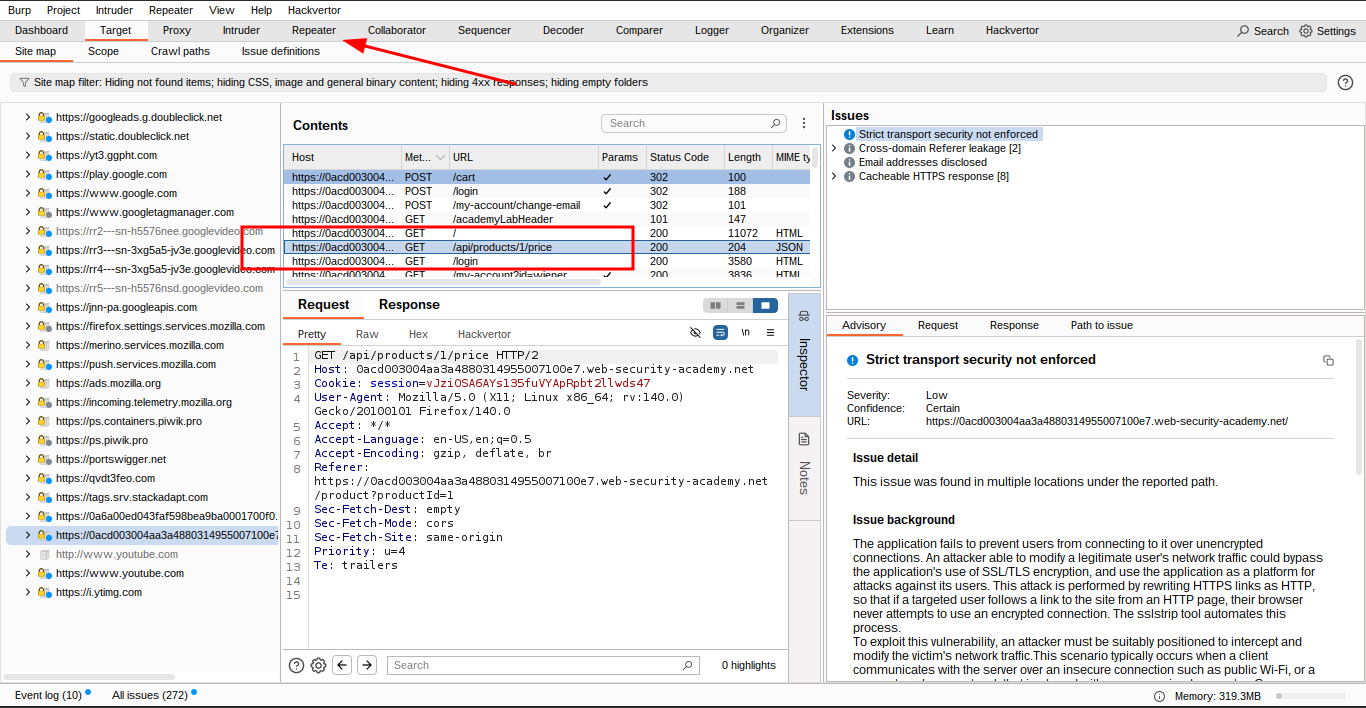 Burp Project Intruder Repeater View Help Hackvertor
Dashboard Target Proxy Intruder Repeater Collaborator Sequencer Decoder Comparer Logger Organizer Extensions Learn Hackvertor Search Settings
Site map Scope Crawl paths Issue definitions
Site map filter: Hiding not found items; hiding CSS, image and general binary content; hiding 4xx responses; hiding empty folders
https://googleads.g.doubleclick.net
https://static.doubleclick.net
https://yt3.ggpht.com
https://play.google.com
https://www.google.com
https://www.googletagmanager.com
https://rr2---sn-h5576nee.googlevideo.com
https://rr3---sn-3xg5a5-jv3e.googlevideo.com
https://rr4---sn-3xg5a5-jv3e.googlevideo.com
https://rr5---sn-h5576nsd.googlevideo.com
https://jnn-pa.googleapis.com
https://firefox.settings.services.mozilla.com
https://merino.services.mozilla.com
https://push.services.mozilla.com
https://ads.mozilla.org
https://incoming.telemetry.mozilla.org
https://ps.containers.piwik.pro
https://ps.piwik.pro
https://portswigger.net
https://qvdt3feo.com
https://tags.srv.stackadapt.com
https://0a6a00ed043faf598bea9ba0001700f0.
https://0acd003004aa3a4880314955007100e7
http://www.youtube.com
https://www.youtube.com
https://i.ytimg.com
Contents
Search
Host Met... URL Params Status Code Length MIME ty
https://0acd003004... POST /cart ✓ 302 100
https://0acd003004... POST /login ✓ 302 188
https://0acd003004... POST /my-account/change-email ✓ 302 101
https://0acd003004... GET /academyLabHeader 101 147
https://0acd003004... GET / 200 11072 HTML
https://0acd003004... GET /api/products/1/price 200 204 JSON
https://0acd003004... GET /login 200 3580 HTML
https://0acd003004... GET /my-account?id=wiener ✓ 200 3836 HTML
Request Response
Pretty Raw Hex Hackvertor \n
1 GET /api/products/1/price HTTP/2
2 Host: 0acd003004aa3a4880314955007100e7.web-security-academy.net
3 Cookie: session=vJziOSA6AYs135fuVYApRpbt2llwds47
4 User-Agent: Mozilla/5.0 (X11; Linux x86_64; rv:140.0)
Gecko/20100101 Firefox/140.0
5 Accept: */*
6 Accept-Language: en-US,en;q=0.5
7 Accept-Encoding: gzip, deflate, br
8 Referer:
https://0acd003004aa3a4880314955007100e7.web-security-academy.net
/product?productId=1
9 Sec-Fetch-Dest: empty
10 Sec-Fetch-Mode: cors
11 Sec-Fetch-Site: same-origin
12 Priority: u=4
13 Te: trailers
14
15
Search
0 highlights
Inspector
Notes
Issues
Strict transport security not enforced
Cross-domain Referer leakage [2]
Email addresses disclosed
Cacheable HTTPS response [8]
Advisory Request Response Path to issue
Strict transport security not enforced
Severity: Low
Confidence: Certain
URL: https://0acd003004aa3a4880314955007100e7.web-security-academy.net/
Issue detail
This issue was found in multiple locations under the reported path.
Issue background
The application fails to prevent users from connecting to it over unencrypted
connections. An attacker able to modify a legitimate user's network traffic could bypass
the application's use of SSL/TLS encryption, and use the application as a platform for
attacks against its users. This attack is performed by rewriting HTTPS links as HTTP,
so that if a targeted user follows a link to the site from an HTTP page, their browser
never attempts to use an encrypted connection. The sslstrip tool automates this
process.
To exploit this vulnerability, an attacker must be suitably positioned to intercept and
modify the victim's network traffic.This scenario typically occurs when a client
communicates with the server over an insecure connection such as public Wi-Fi, or a
Event log (10) All issues (272) Memory: 319.3MB